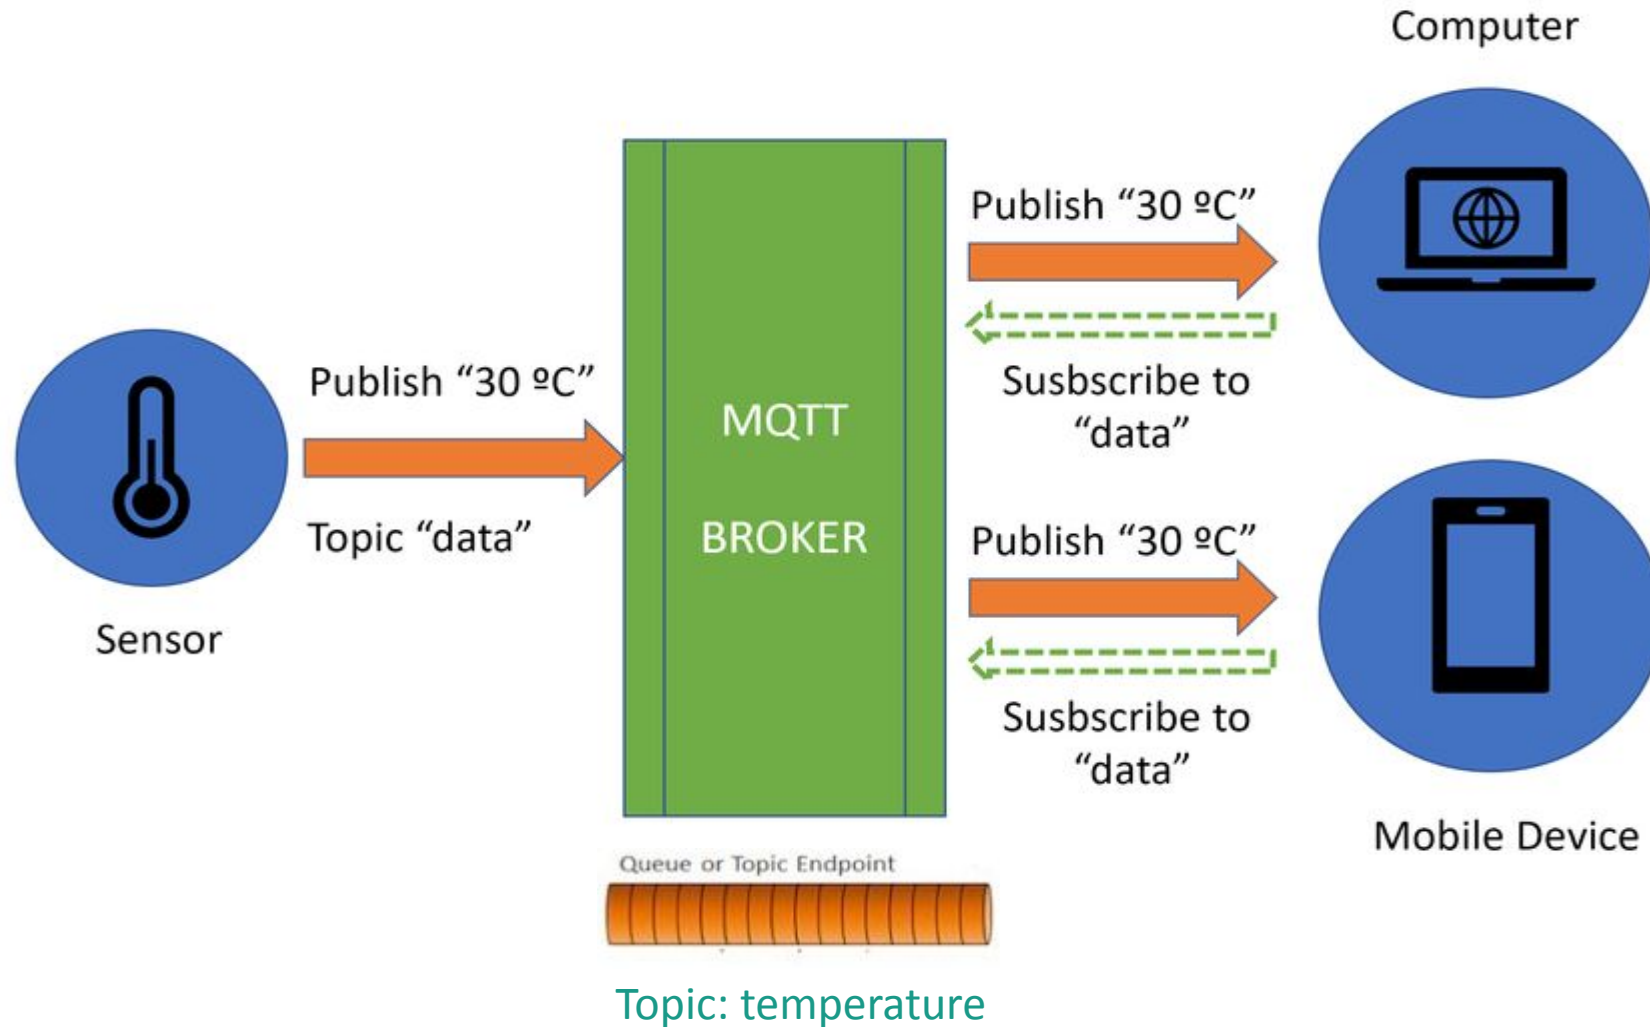 Computer
Publish “30 ºC”
Susbscribe to
“data”
Publish “30 ºC”
Topic “data”
Sensor
MQTT
BROKER
Publish “30 ºC”
Susbscribe to
“data”
Mobile Device
Queue or Topic Endpoint
Topic: temperature